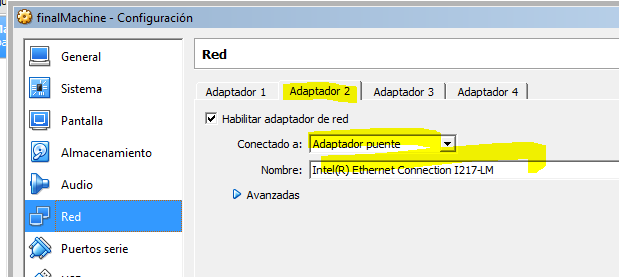 finalMachine - Configuración
General
Sistema
Pantalla
Almacenamiento
Audio
Red
Puertos serie
Red
Adaptador 1 Adaptador 2 Adaptador 3 Adaptador 4
Habilitar adaptador de red
Conectado a: Adaptador puente
Nombre: Intel(R) Ethernet Connection I217-LM
Avanzadas